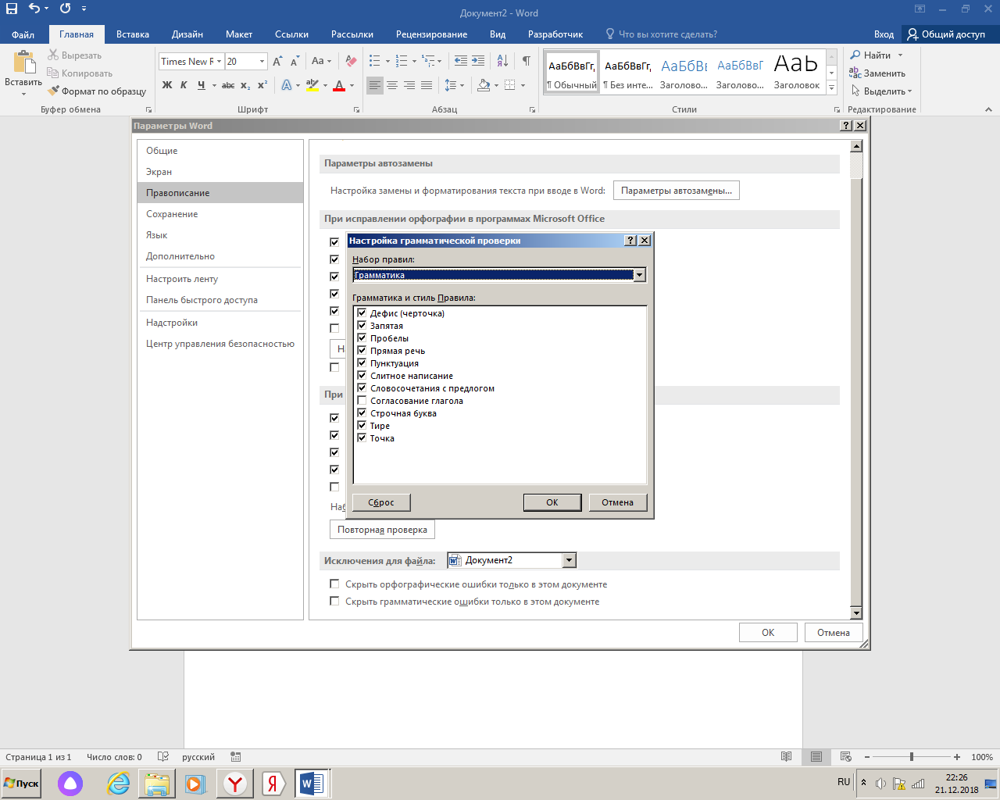 Документ2 - Word
Файл Главная Вставка Дизайн Макет Ссылки Рассылки Рецензирование Вид Разработчик Что вы хотите сделать? Вход Общий доступ
Вставить
Вырезать
Копировать
Формат по образцу
Буфер обмена
Times New R 20 Aa
Ж К Ч abc x₂ x²
Шрифт
Абзац
АаБбВвГг, АаБбВвГг, АаБбВв АаБбВвГ АаЬ
¶ Обычный ¶ Без инте... Заголово... Заголово... Заголовок
Стили
Найти
Заменить
Выделить
Редактирование
Параметры Word
Общие
Экран
Правописание
Сохранение
Язык
Дополнительно
Настроить ленту
Панель быстрого доступа
Надстройки
Центр управления безопасностью
Параметры автозамены
Настройка замены и форматирования текста при вводе в Word: Параметры автозамены...
При исправлении орфографии в программах Microsoft Office
Настройка грамматической проверки
Набор правил:
Грамматика
Грамматика и стиль Правила:
Дефис (черточка)
Запятая
Пробелы
Прямая речь
Пунктуация
Слитное написание
Словосочетания с предлогом
Согласование глагола
Строчная буква
Тире
Точка
Сброс ОК Отмена
При
Повторная проверка
Исключения для файла: Документ2
Скрыть орфографические ошибки только в этом документе
Скрыть грамматические ошибки только в этом документе
ОК Отмена
Страница 1 из 1 Число слов: 0 русский 100%
Пуск
RU
22:26
21.12.2018